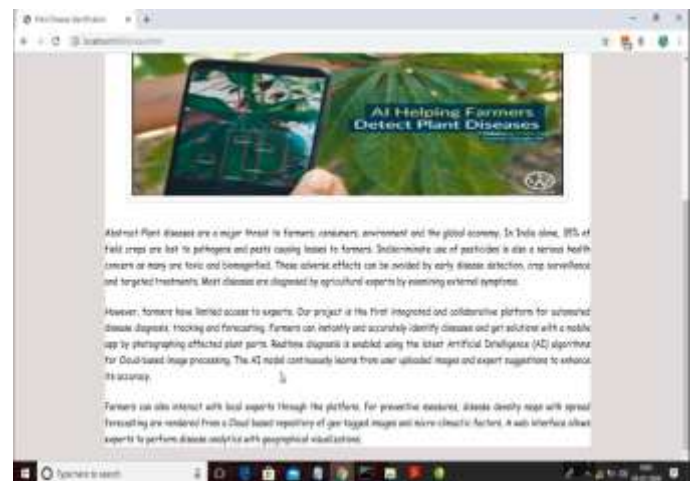 Plant Disease Identification
AI Helping Farmers
Detect Plant Diseases
Abstract Plant diseases are a major threat to farmers, consumers, environment and the global economy. In India alone, 35% of
field crops are lost to pathogens and pests causing losses to farmers. Indiscriminate use of pesticides is also a serious health
concern as many are toxic and biomagnified. These adverse effects can be avoided by early disease detection, crop surveillance
and targeted treatments. Most diseases are diagnosed by agricultural experts by examining external symptoms.
However, farmers have limited access to experts. Our project is the first integrated and collaborative platform for automated
disease diagnosis, tracking and forecasting. Farmers can instantly and accurately identify diseases and get solutions with a mobile
app by photographing affected plant parts. Realtime diagnosis is enabled using the latest Artificial Intelligence (AI) algorithms
for Cloud-based image processing. The AI model continuously learns from user uploaded images and expert suggestions to enhance
its accuracy.
Farmers can also interact with local experts through the platform. For preventive measures, disease density maps with spread
forecasting are rendered from a Cloud based repository of geo-tagged images and micro-climactic factors. A web interface allows
experts to perform disease analytics with geographical visualizations.
Type here to search